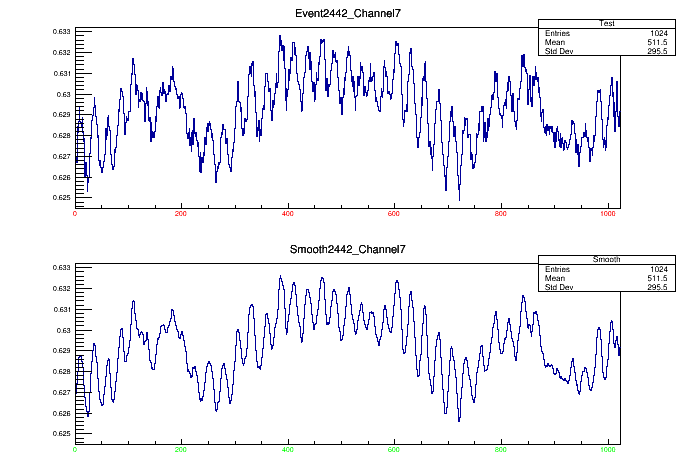 Event2442_Channel7
Test
Entries 1024
Mean 511.5
Std Dev 295.5
0.633
0.632
0.631
0.63
0.629
0.628
0.627
0.626
0.625
0 200 400 600 800 1000
Smooth2442_Channel7
Smooth
Entries 1024
Mean 511.5
Std Dev 295.5
0.633
0.632
0.631
0.63
0.629
0.628
0.627
0.626
0.625
0 200 400 600 800 1000